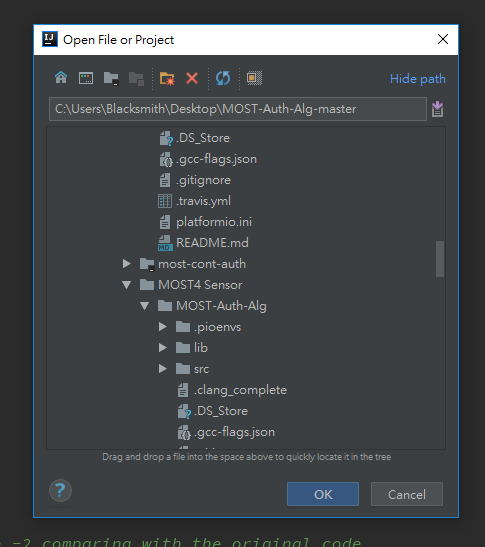 Open File or Project
Hide path
C:\Users\Blacksmith\Desktop\MOST-Auth-Alg-master
.DS_Store
.gcc-flags.json
.gitignore
.travis.yml
platformio.ini
README.md
most-cont-auth
MOST4 Sensor
MOST-Auth-Alg
.pioenvs
lib
src
.clang_complete
.DS_Store
.gcc-flags.json
Drag and drop a file into the space above to quickly locate it in the tree
OK
Cancel
-2 comparing with the original code